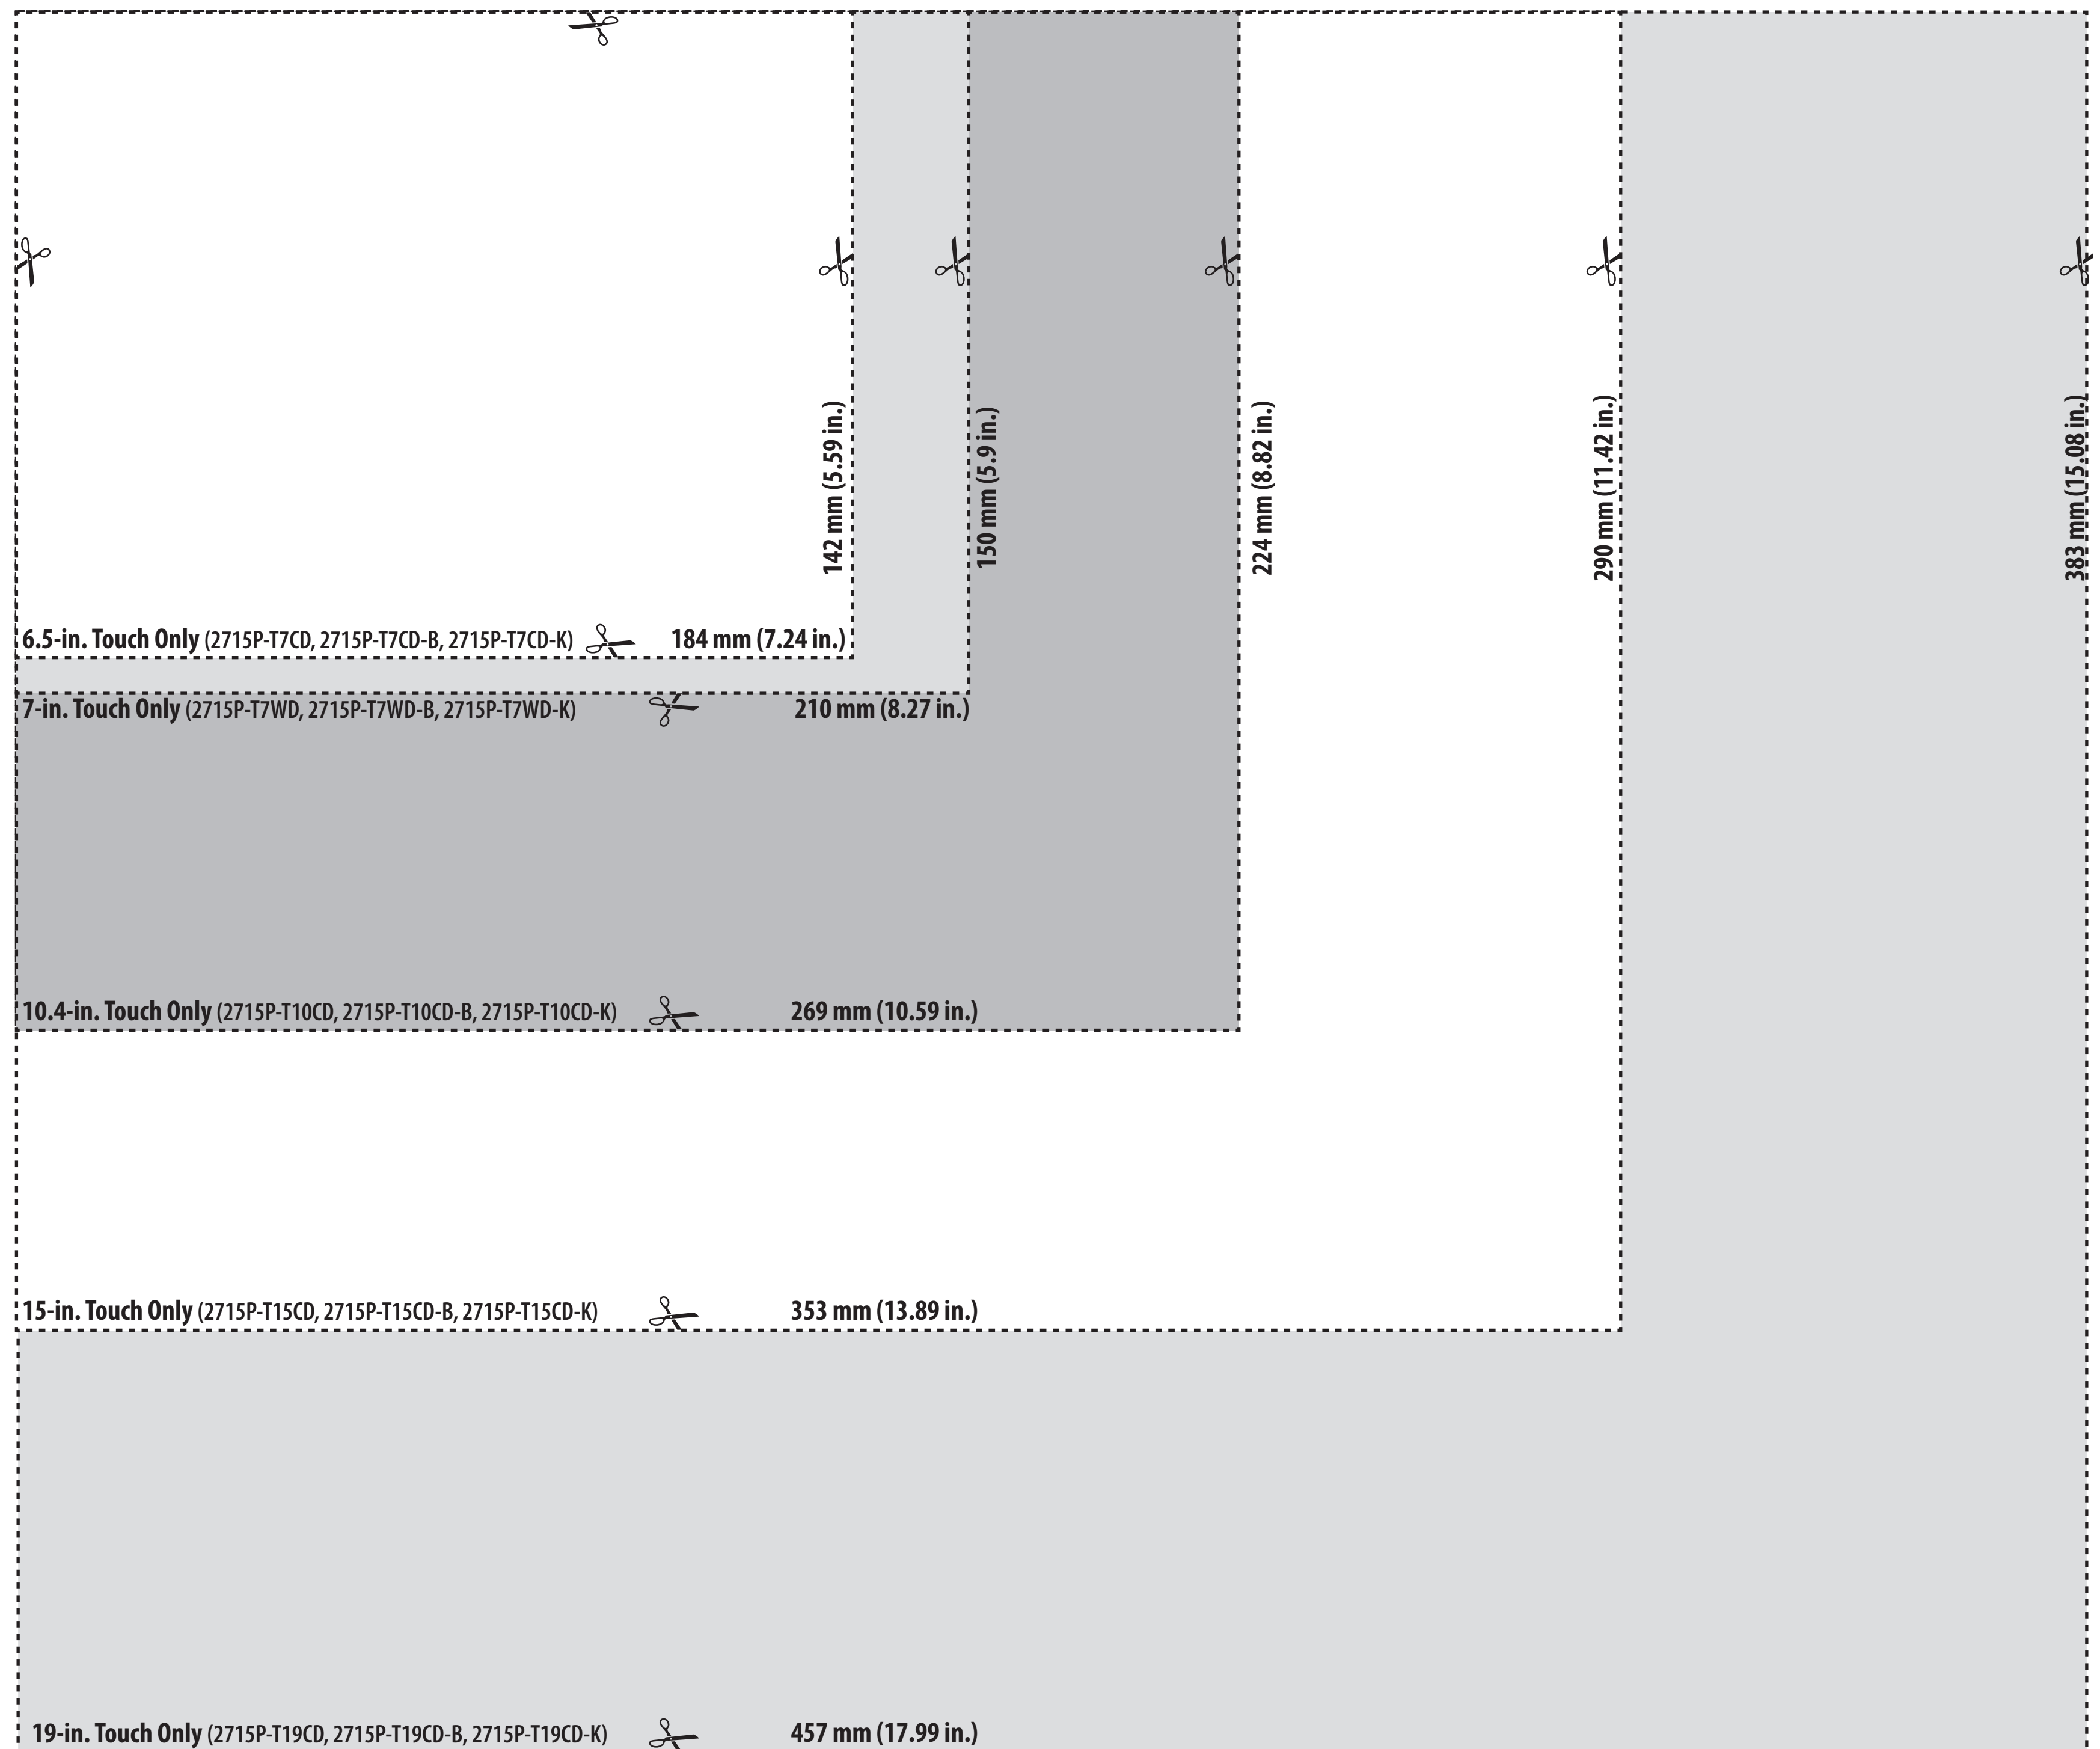 142 mm (5.59 in.)
150 mm (5.9 in.)
224 mm (8.82 in.)
290 mm (11.42 in.)
383 mm (15.08 in.)
6.5-in. Touch Only (2715P-T7CD, 2715P-T7CD-B, 2715P-T7CD-K) 184 mm (7.24 in.)
7-in. Touch Only (2715P-T7WD, 2715P-T7WD-B, 2715P-T7WD-K) 210 mm (8.27 in.)
10.4-in. Touch Only (2715P-T10CD, 2715P-T10CD-B, 2715P-T10CD-K) 269 mm (10.59 in.)
15-in. Touch Only (2715P-T15CD, 2715P-T15CD-B, 2715P-T15CD-K) 353 mm (13.89 in.)
19-in. Touch Only (2715P-T19CD, 2715P-T19CD-B, 2715P-T19CD-K) 457 mm (17.99 in.)